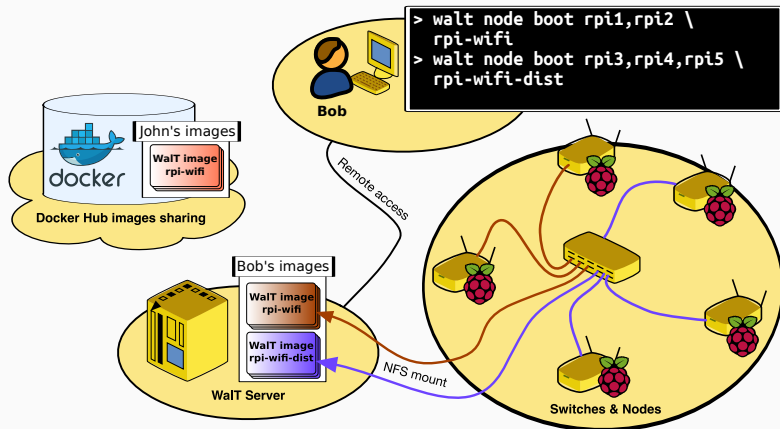 > walt node boot rpi1,rpi2 \
rpi-wifi
> walt node boot rpi3,rpi4,rpi5 \
rpi-wifi-dist
Bob
John's images
WalT image
rpi-wifi
docker
Docker Hub images sharing
Remote access
Bob's images
WalT image
rpi-wifi
WalT image
rpi-wifi-dist
NFS mount
WalT Server
Switches & Nodes